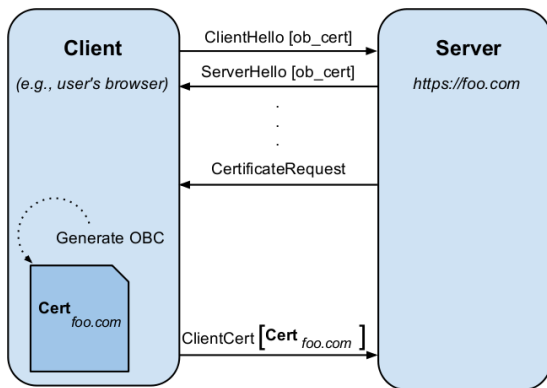 Client
(e.g., user's browser)
ClientHello [ob_cert]
ServerHello [ob_cert]
.
.
.
CertificateRequest
Server
https://foo.com
Generate OBC
Cert foo.com
ClientCert [Cert foo.com]